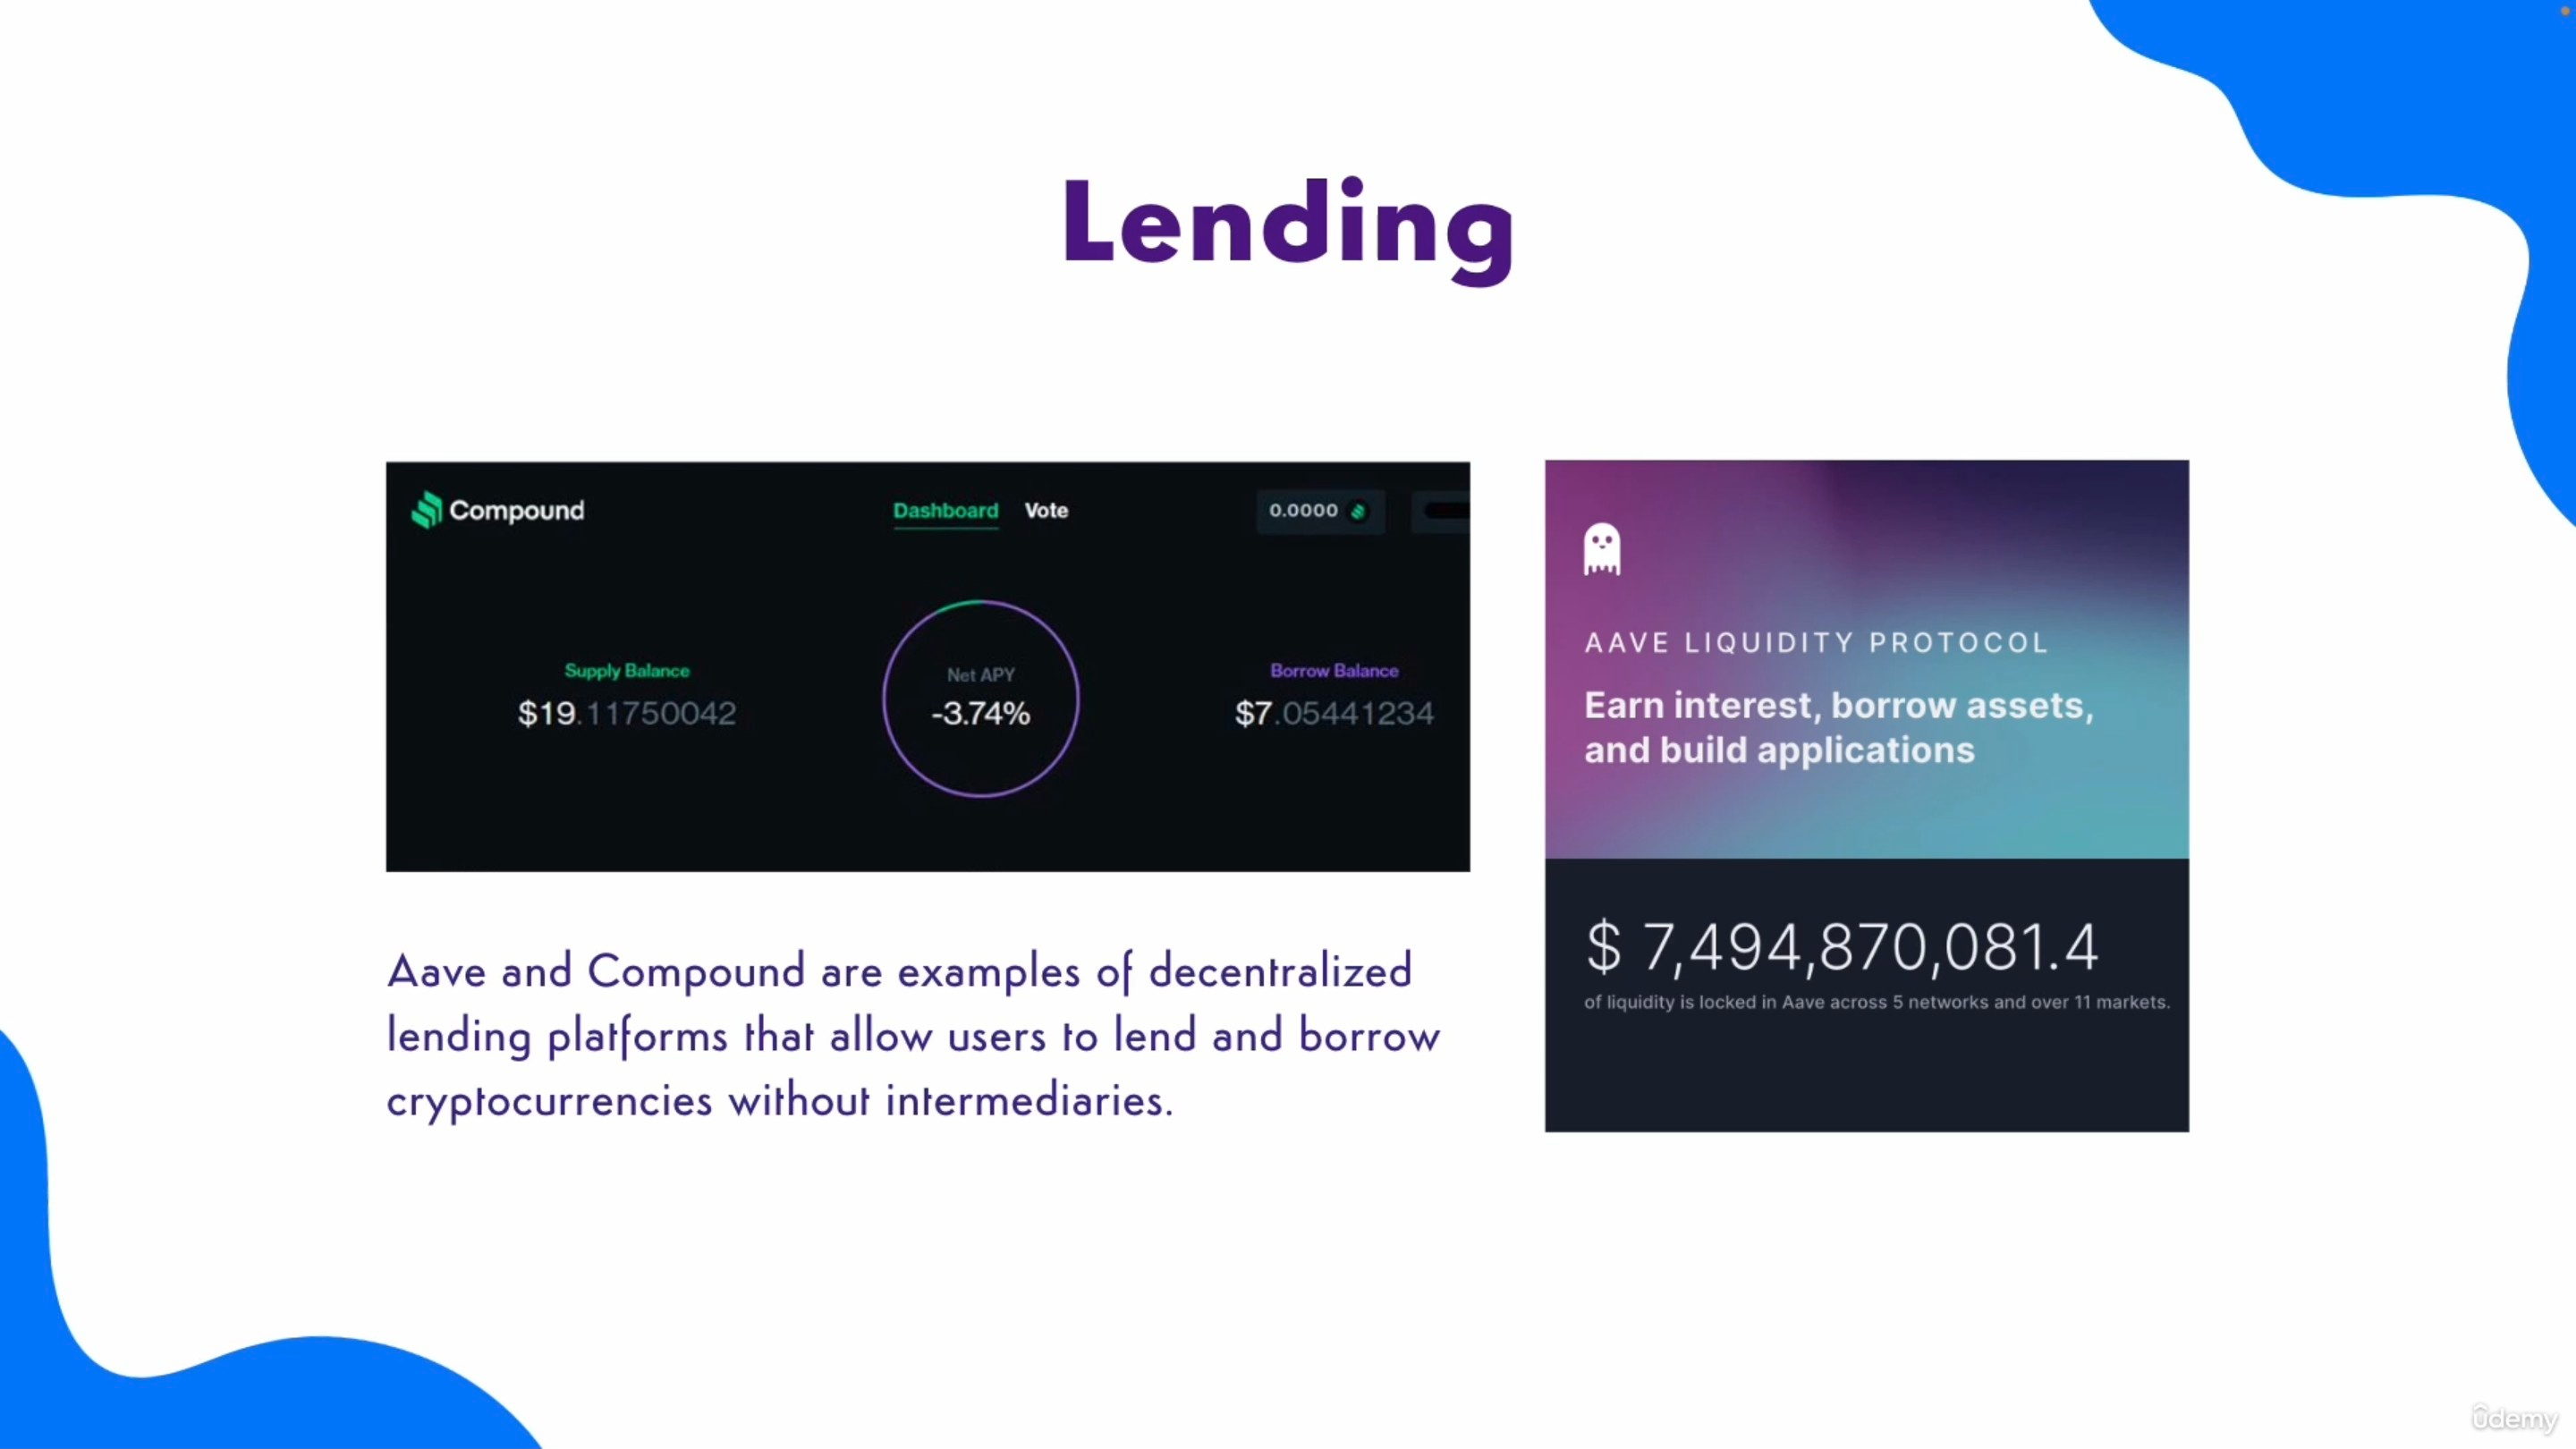 Lending
Compound
Dashboard Vote
0.0000
Supply Balance
$19.11750042
Net APY
-3.74%
Borrow Balance
$7.05441234
Aave and Compound are examples of decentralized
lending platforms that allow users to lend and borrow
cryptocurrencies without intermediaries.
AAVE LIQUIDITY PROTOCOL
Earn interest, borrow assets,
and build applications
$ 7,494,870,081.4
of liquidity is locked in Aave across 5 networks and over 11 markets.
ûdemy